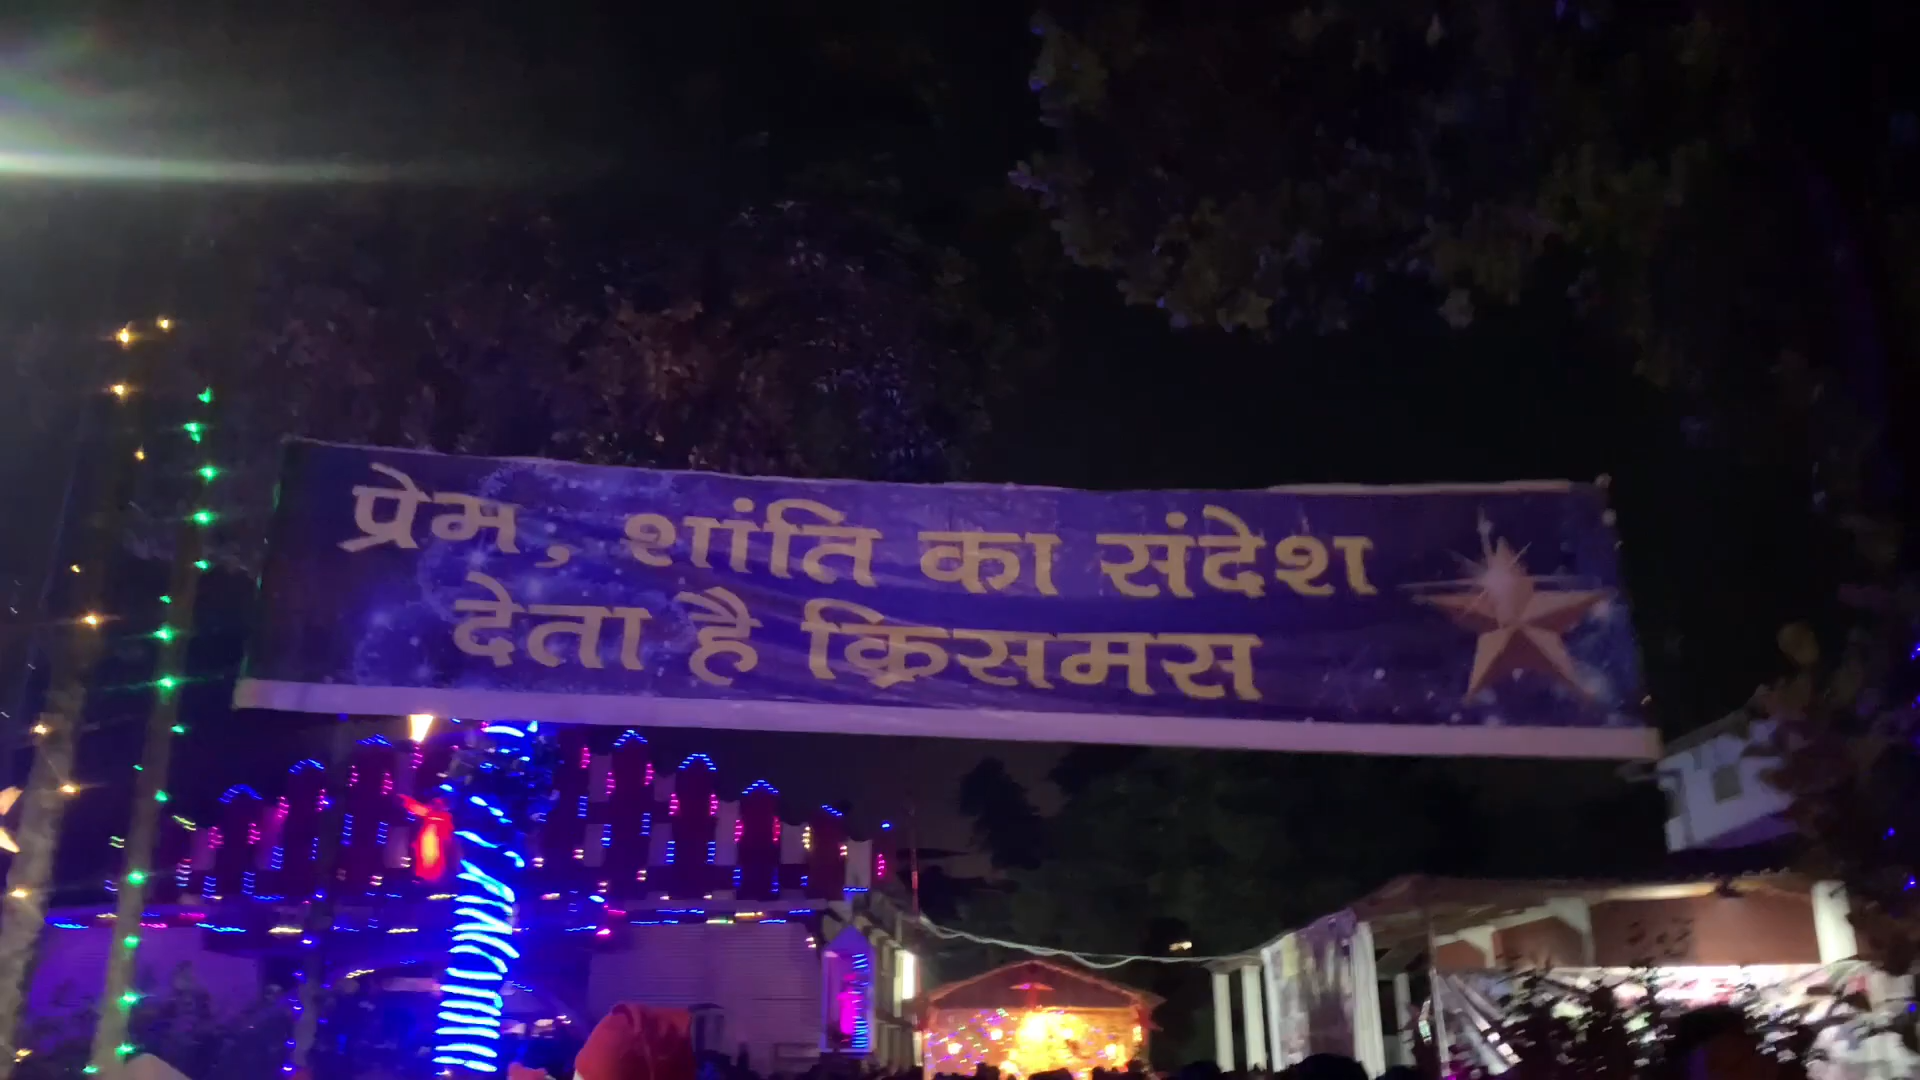 प्रेम, शांति का संदेश
देता है क्रिसमस